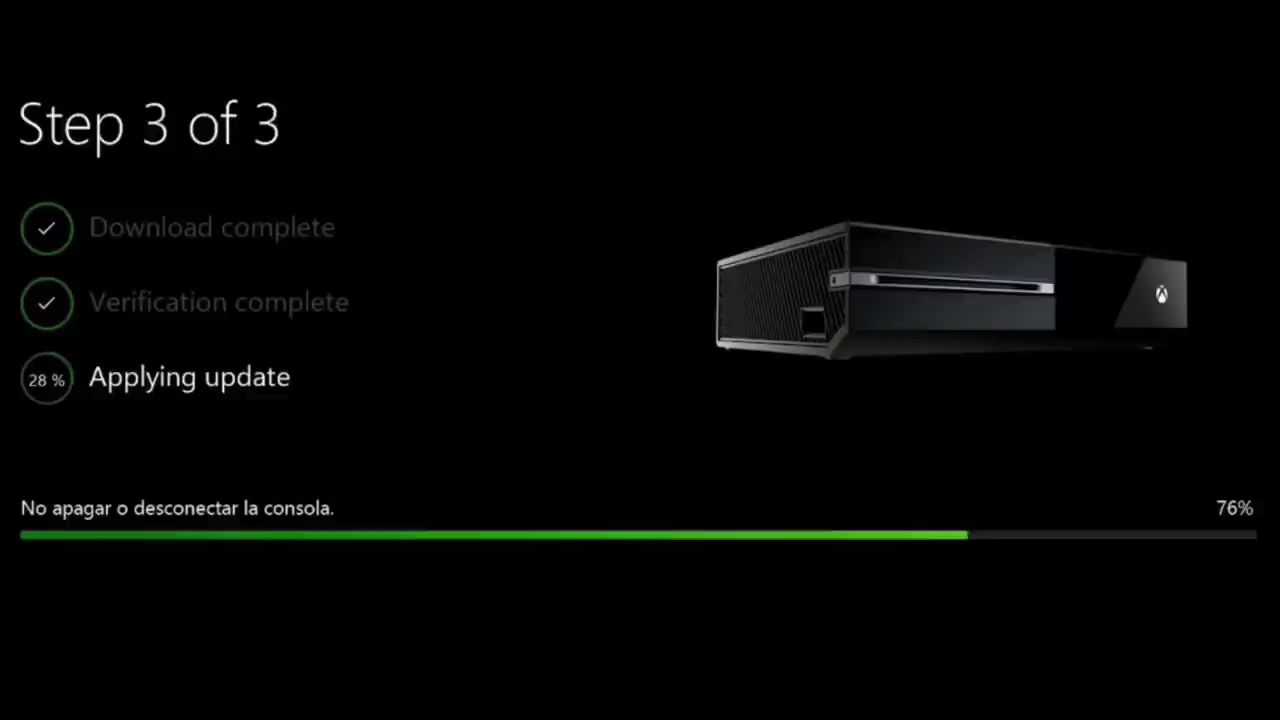 Step 3 of 3
Download complete
Verification complete
28 %
Applying update
No apagar o desconectar la consola.
76%